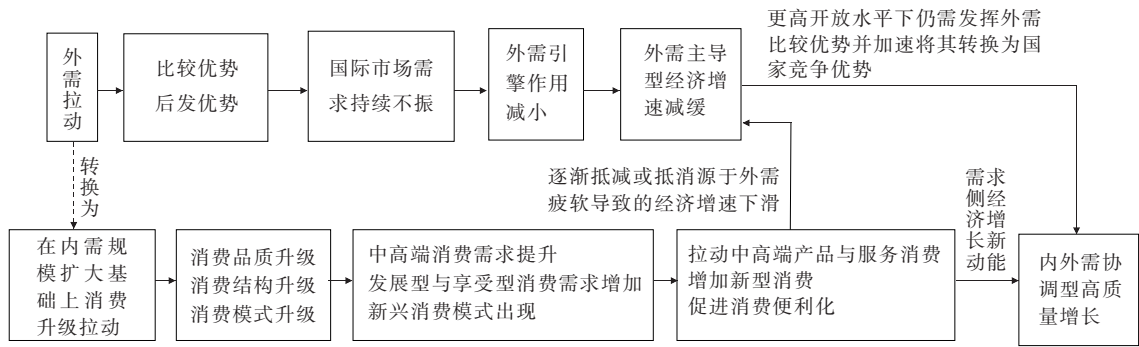 更高开放水平下仍需发挥外需
比较优势并加速将其转换为国
家竞争优势
外需拉动
比较优势
后发优势
国际市场需
求持续不振
外需引
擎作用
减小
外需主导
型经济增
速减缓
转换为
逐渐抵减或抵消源于外需
疲软导致的经济增速下滑
需求
侧经
济增
长新
动能
在内需规
模扩大基
础上消费
升级拉动
消费品质升级
消费结构升级
消费模式升级
中高端消费需求提升
发展型与享受型消费需求增加
新兴消费模式出现
拉动中高端产品与服务消费
增加新型消费
促进消费便利化
内外需协
调型高质
量增长